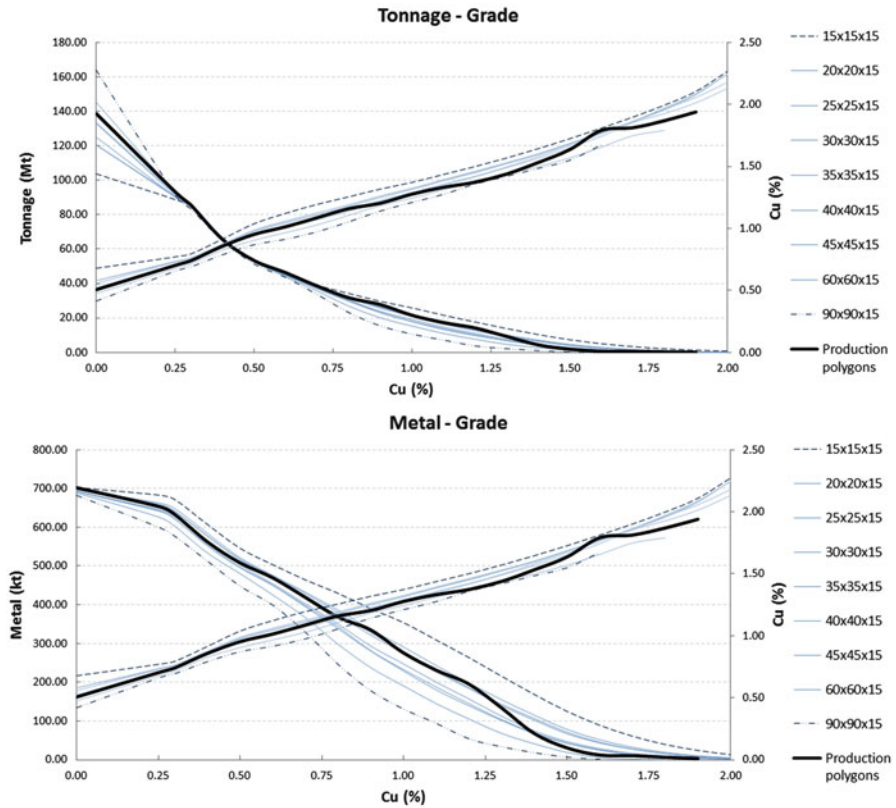 Tonnage - Grade
180.00
160.00
140.00
120.00
100.00
80.00
60.00
40.00
20.00
0.00
Tonnage (Mt)
2.50
2.00
1.50
1.00
0.50
0.00
Cu (%)
0.00 0.25 0.50 0.75 1.00 1.25 1.50 1.75 2.00
Cu (%)
15x15x15
20x20x15
25x25x15
30x30x15
35x35x15
40x40x15
45x45x15
60x60x15
90x90x15
Production
polygons
Metal - Grade
800.00
700.00
600.00
500.00
400.00
300.00
200.00
100.00
0.00
Metal (kt)
2.50
2.00
1.50
1.00
0.50
0.00
Cu (%)
0.00 0.25 0.50 0.75 1.00 1.25 1.50 1.75 2.00
Cu (%)
15x15x15
20x20x15
25x25x15
30x30x15
35x35x15
40x40x15
45x45x15
60x60x15
90x90x15
Production
polygons